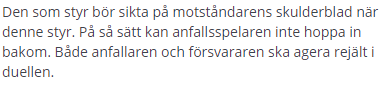 Den som styr bör sikta på motståndarens skulderblad när
denne styr. På så sätt kan anfallsspelaren inte hoppa in
bakom. Både anfallaren och försvararen ska agera rejält i
duellen.